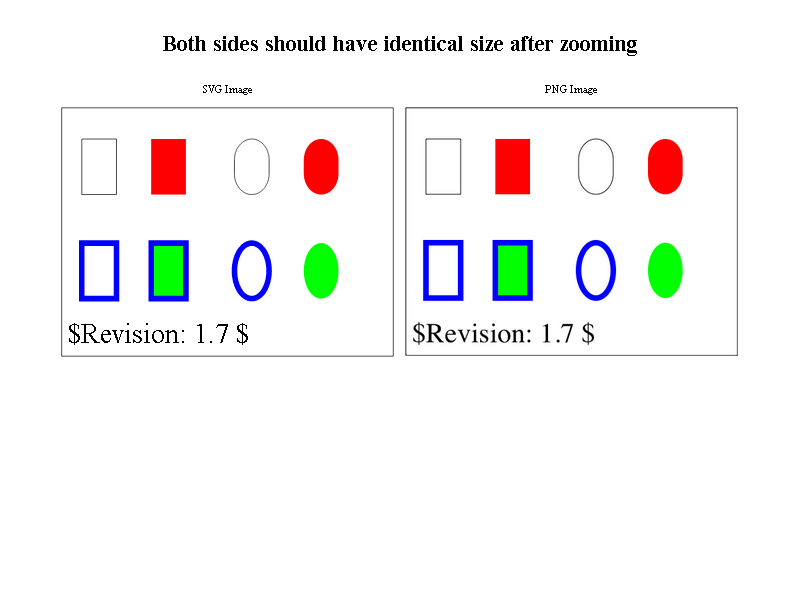 Both sides should have identical size after zooming
SVG Image
PNG Image
$Revision: 1.7 $
$Revision: 1.7 $